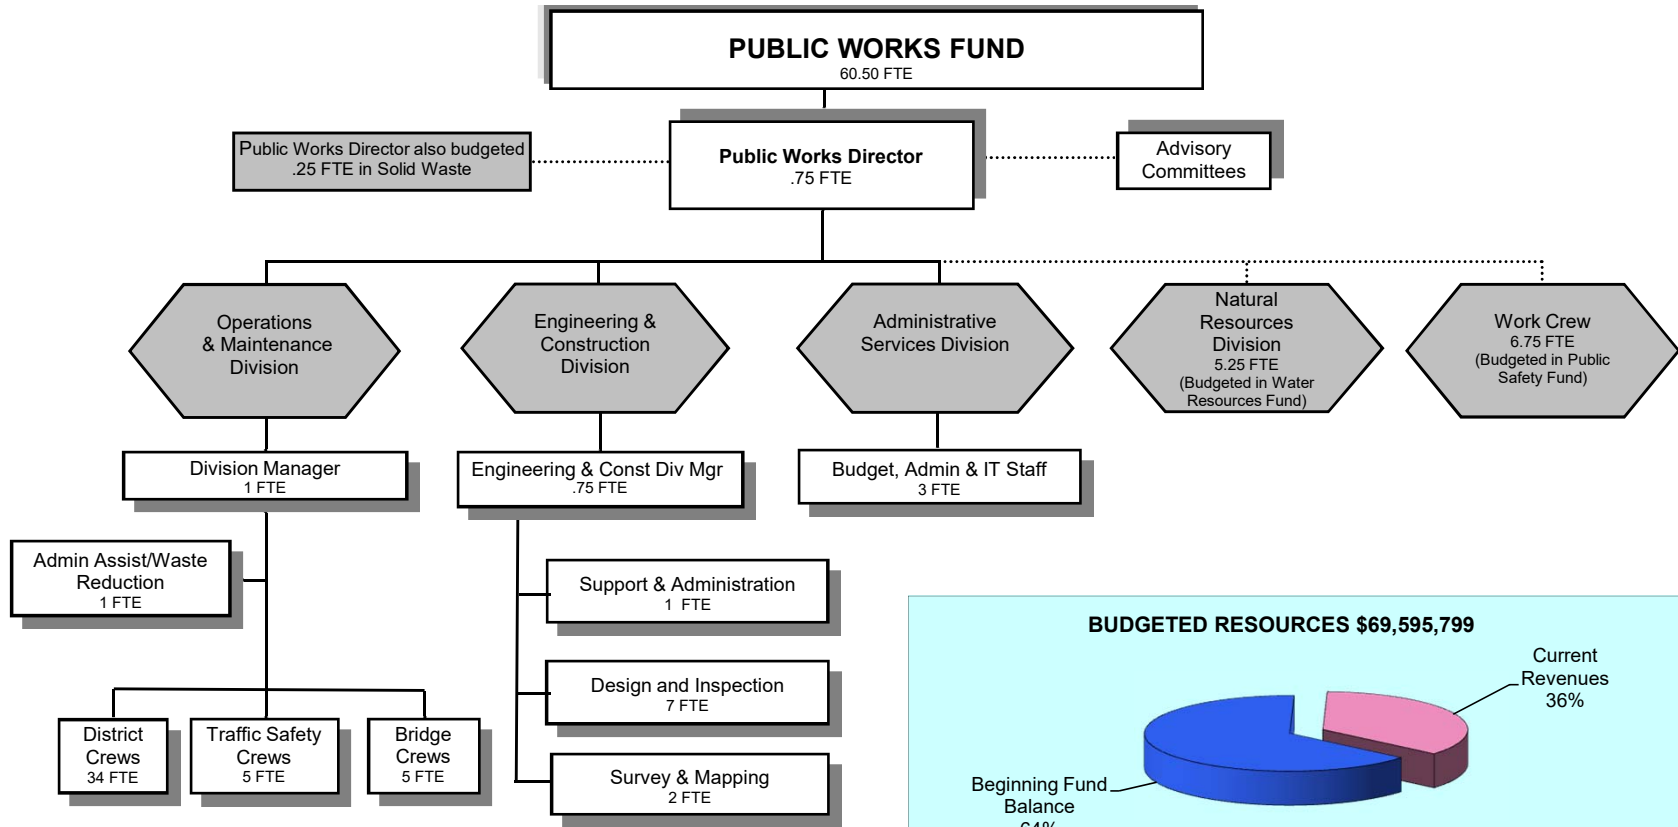 PUBLIC WORKS FUND
60.50 FTE
Public Works Director also budgeted
.25 FTE in Solid Waste
Public Works Director
.75 FTE
Advisory
Committees
Operations
& Maintenance
Division
Engineering &
Construction
Division
Administrative
Services Division
Natural
Resources
Division
5.25 FTE
(Budgeted in Water
Resources Fund)
Work Crew
6.75 FTE
(Budgeted in Public
Safety Fund)
Division Manager
1 FTE
Engineering & Const Div Mgr
.75 FTE
Budget, Admin & IT Staff
3 FTE
Admin Assist/Waste
Reduction
1 FTE
Support & Administration
1 FTE
Design and Inspection
7 FTE
Survey & Mapping
2 FTE
District
Crews
34 FTE
Traffic Safety
Crews
5 FTE
Bridge
Crews
5 FTE
BUDGETED RESOURCES $69,595,799
Current
Revenues
36%
Beginning Fund
Balance
64%